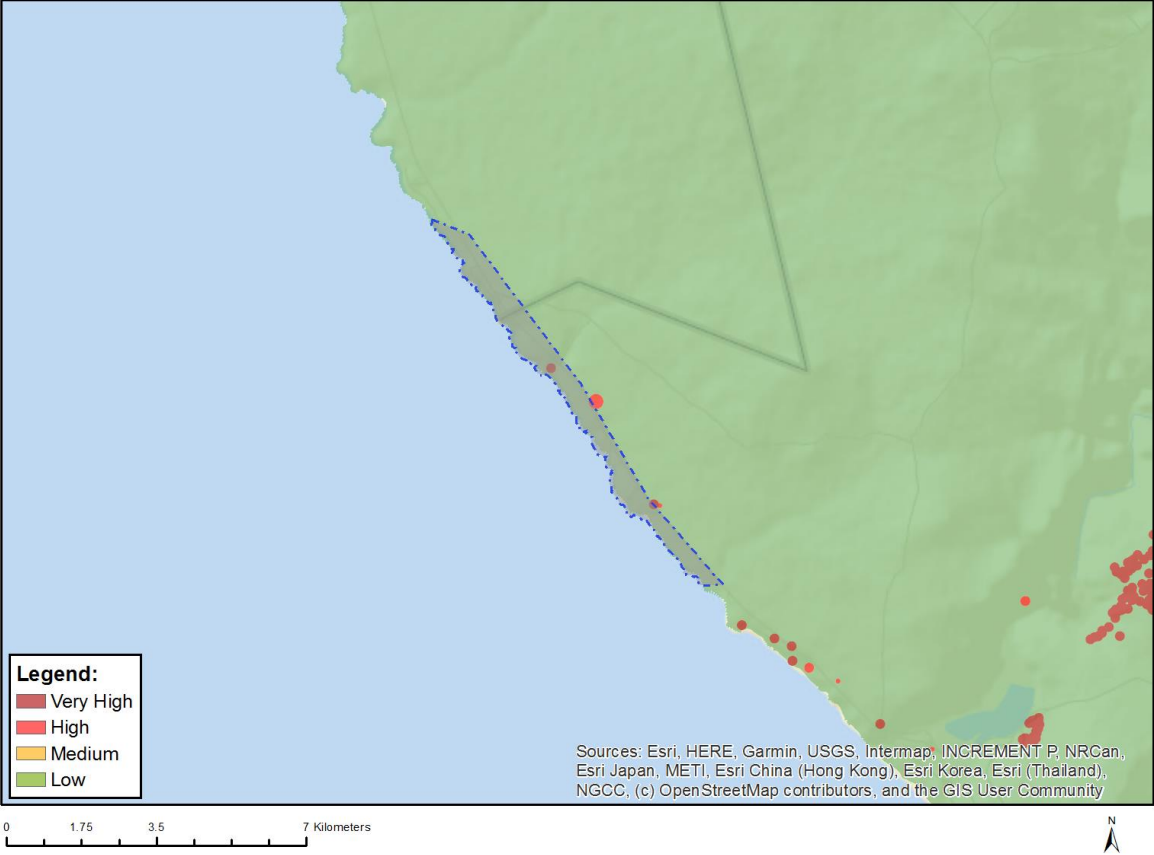 Legend:
Very High
High
Medium
Low
Sources: Esri, HERE, Garmin, USGS, Intermap, INCREMENT P, NRCan,
Esri Japan, METI, Esri China (Hong Kong), Esri Korea, Esri (Thailand),
NGCC, (c) OpenStreetMap contributors, and the GIS User Community
0 1.75 3.5 7 Kilometers
N